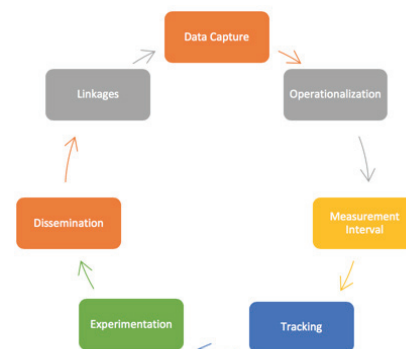 Data Capture
Operationalization
Measurement
Interval
Tracking
Experimentation
Dissemination
Linkages